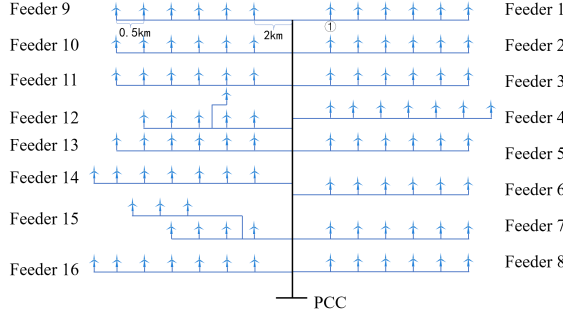 Feeder 9
Feeder 1
0.5km
2km
①
Feeder 10
Feeder 2
Feeder 11
Feeder 3
Feeder 12
Feeder 4
Feeder 13
Feeder 5
Feeder 14
Feeder 6
Feeder 15
Feeder 7
Feeder 16
Feeder 8
PCC